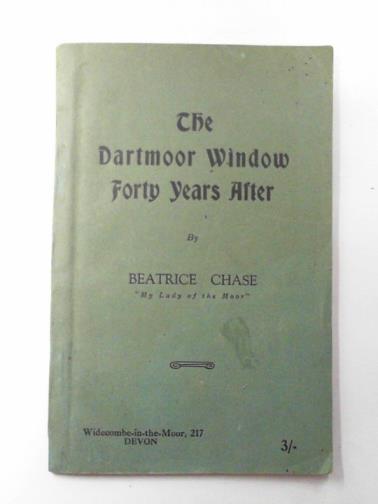 The
Dartmoor Window
Forty Years After
By
BEATRICE CHASE
"My Lady of the Moor"
Widecombe-in-the-Moor, 217
DEVON
3/-